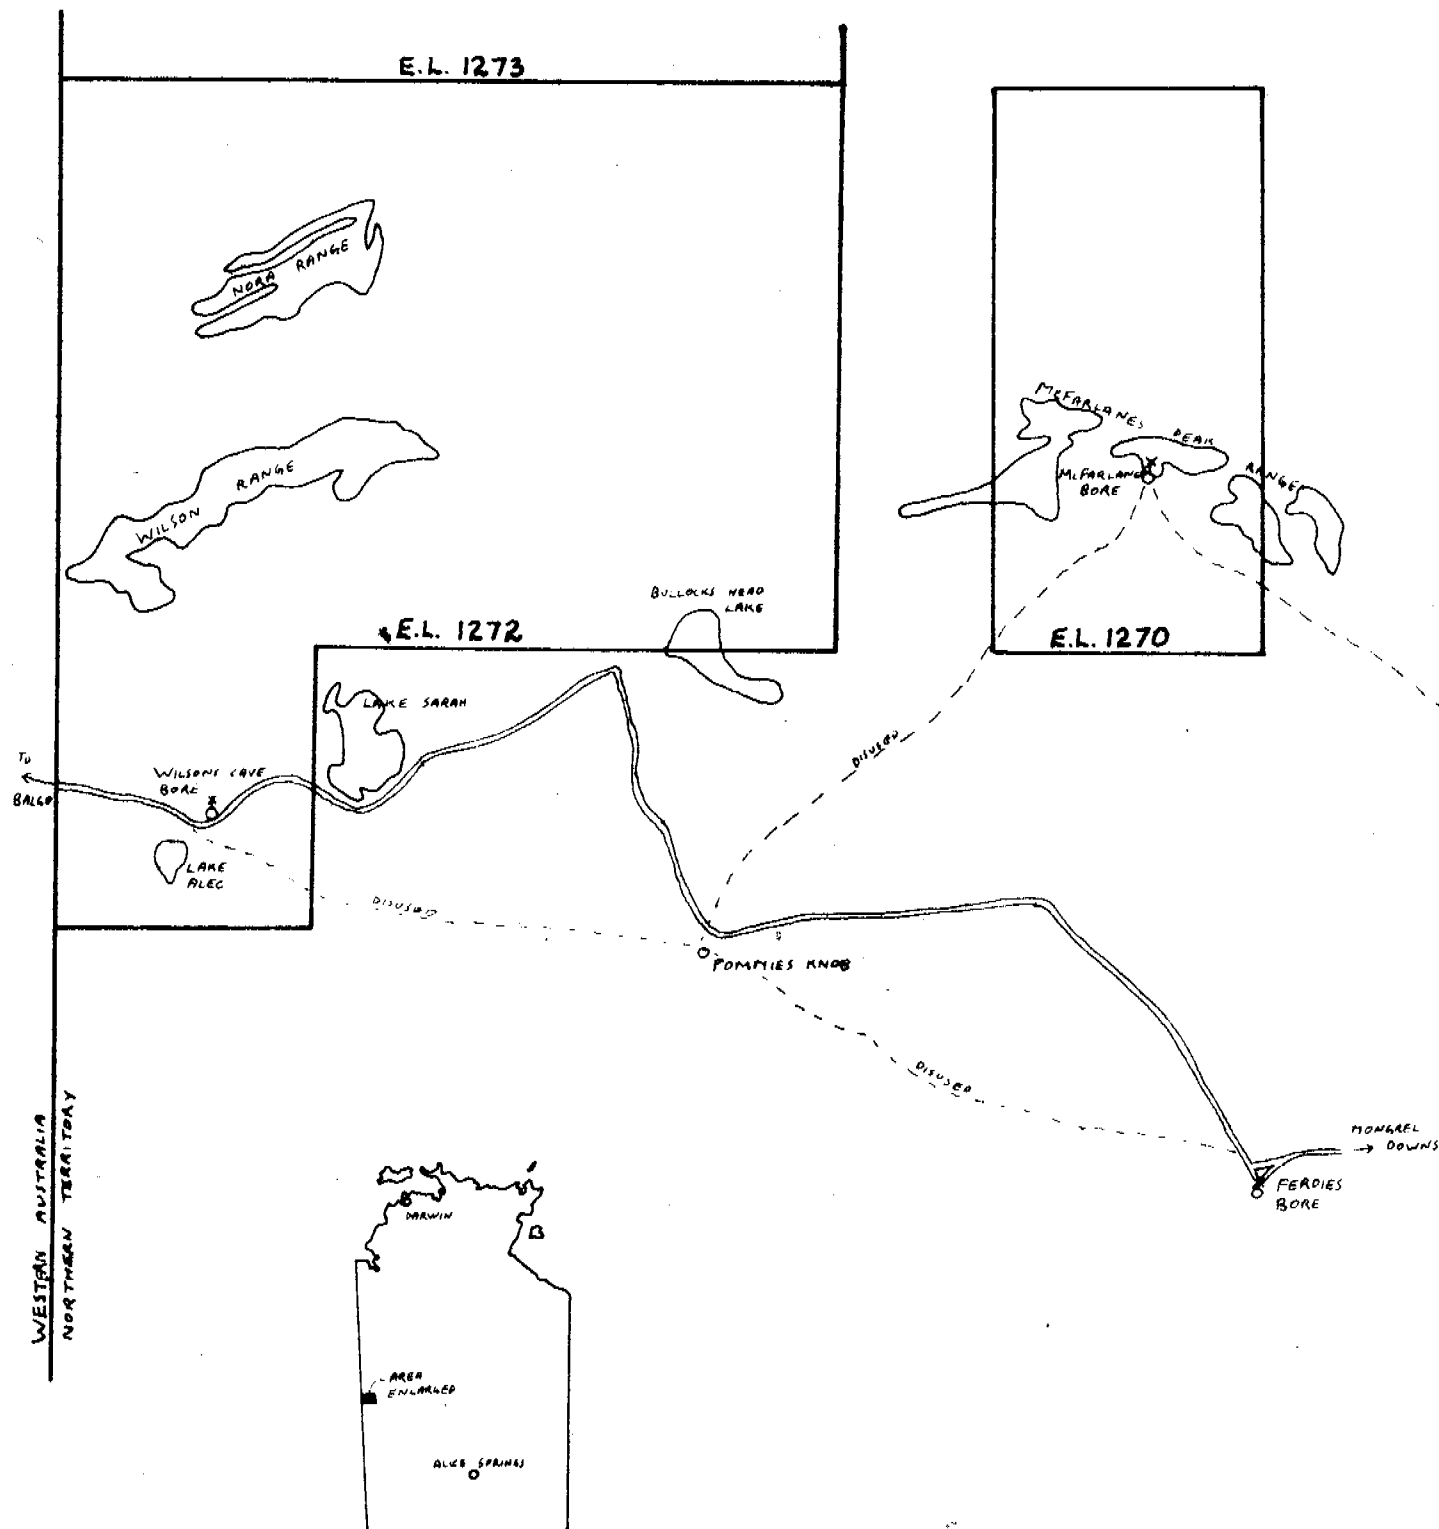 E.L. 1273
NORA RANGE
McFARLANES PEAK RANGE
McFARLANE
BORE
WILSON RANGE
BULLOCKS HEAD
LAKE
E.L. 1272
E.L. 1270
LAKE SARAH
DISUSED
TO
BALGO
WILSONS CAVE
BORE
LAKE
ALEC
DISUSED
POMMIES KNOB
DISUSED
MONGREL
DOWNS
FERDIES
BORE
WESTERN AUSTRALIA
NORTHERN TERRITORY
DARWIN
AREA
ENLARGED
ALICE SPRINGS